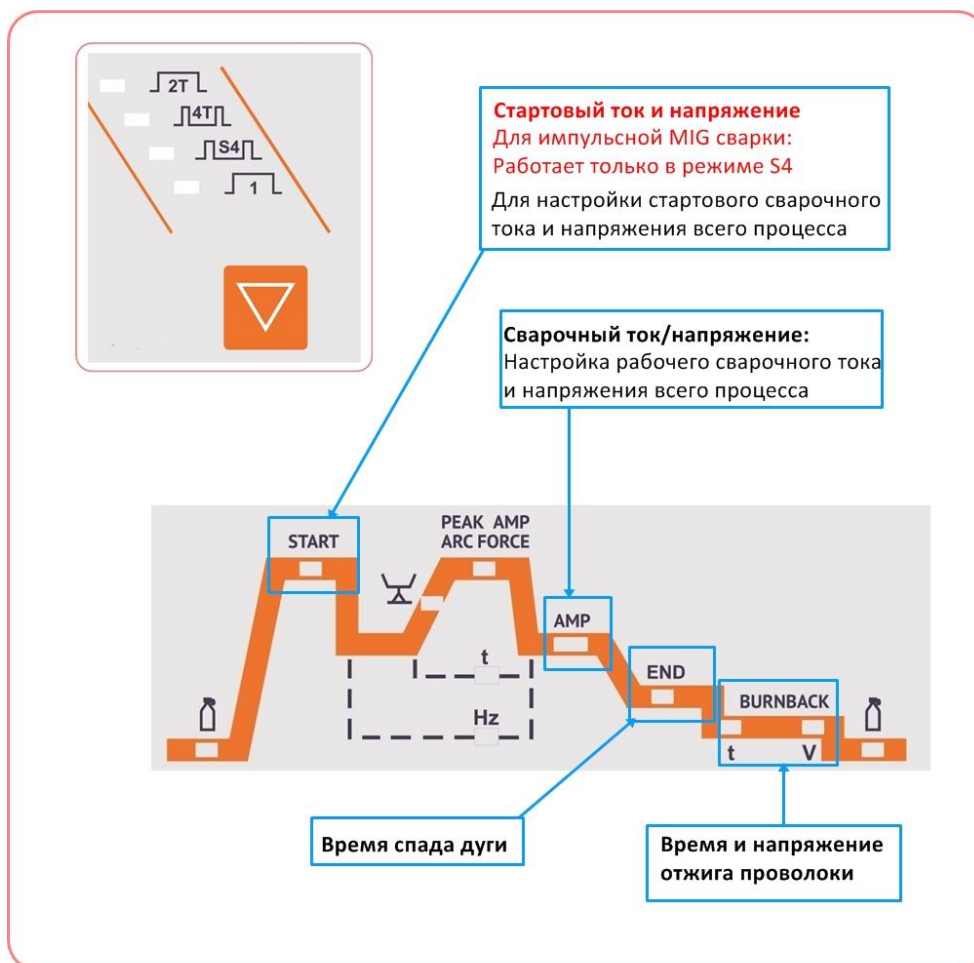 2T
4T
S4
1
Стартовый ток и напряжение
Для импульсной MIG сварки:
Работает только в режиме S4
Для настройки стартового сварочного
тока и напряжения всего процесса
Сварочный ток/напряжение:
Настройка рабочего сварочного тока
и напряжения всего процесса
START
PEAK AMP
ARC FORCE
AMP
t
Hz
END
BURNBACK
t V
Время спада дуги
Время и напряжение
отжига проволоки